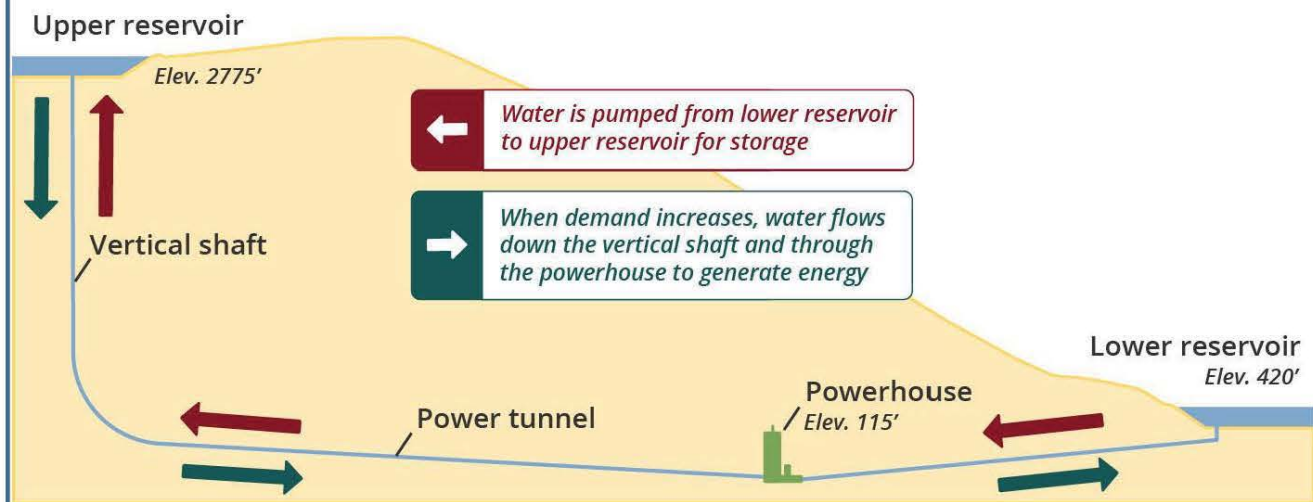 Upper reservoir
Elev. 2775'
Water is pumped from lower reservoir
to upper reservoir for storage
When demand increases, water flows
down the vertical shaft and through
the powerhouse to generate energy
Vertical shaft
Lower reservoir
Elev. 420'
Powerhouse
Elev. 115'
Power tunnel